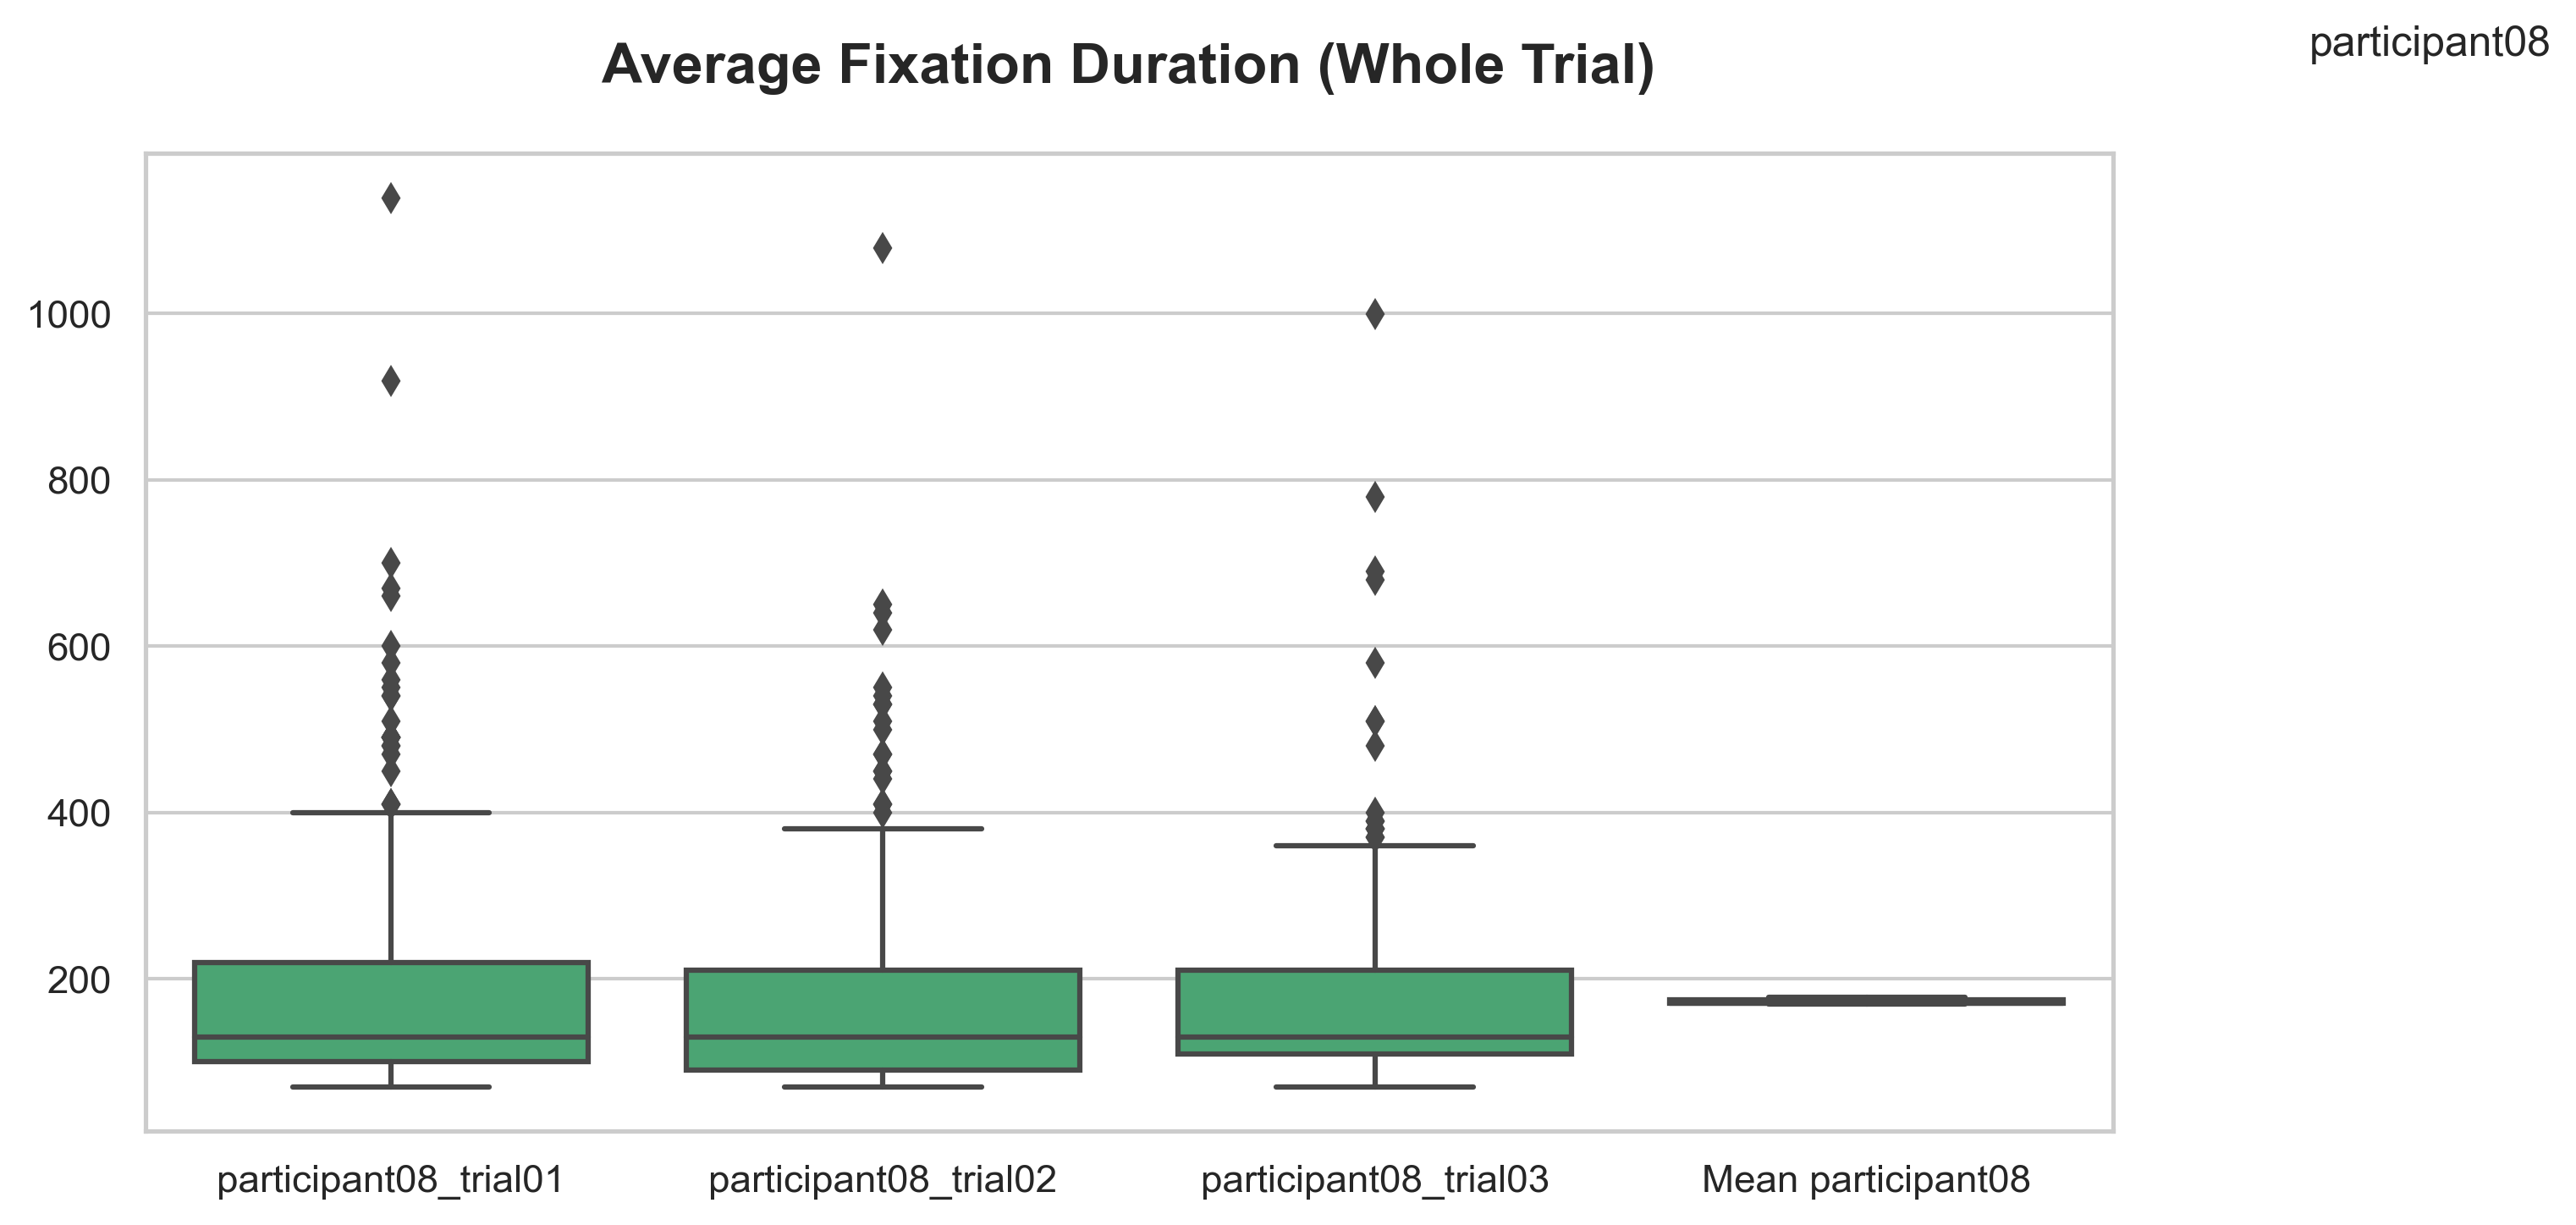 participant08
Average Fixation Duration (Whole Trial)
1000
800
600
400
200
participant08_trial01
participant08_trial02
participant08_trial03
Mean participant08